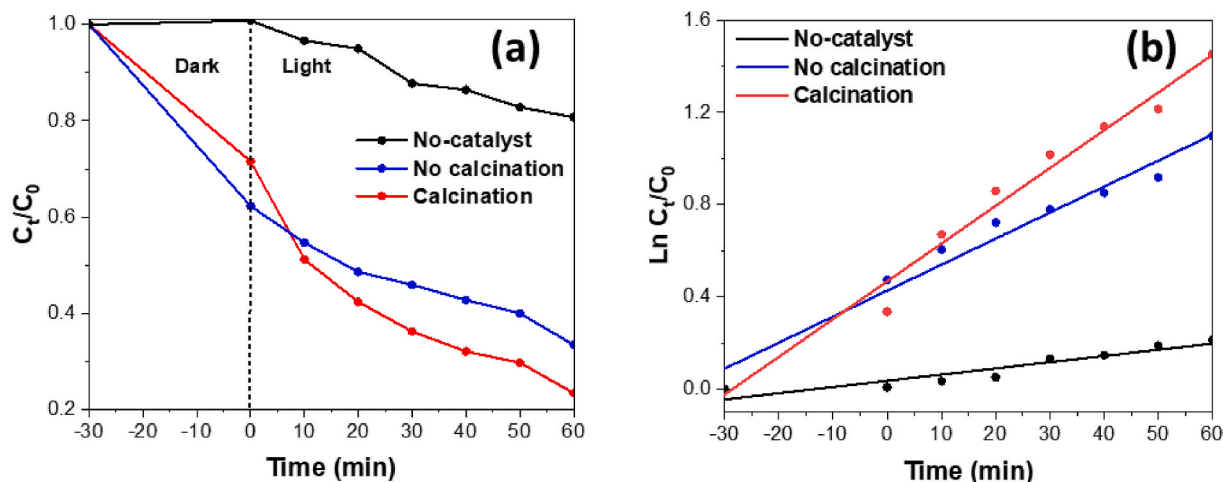 (a)
Dark
Light
No-catalyst
No calcination
Calcination
1.0
0.8
0.6
0.4
0.2
Ct/C0
-30 -20 -10 0 10 20 30 40 50 60
Time (min)
(b)
No-catalyst
No calcination
Calcination
1.6
1.2
0.8
0.4
0.0
Ln Ct/C0
-30 -20 -10 0 10 20 30 40 50 60
Time (min)